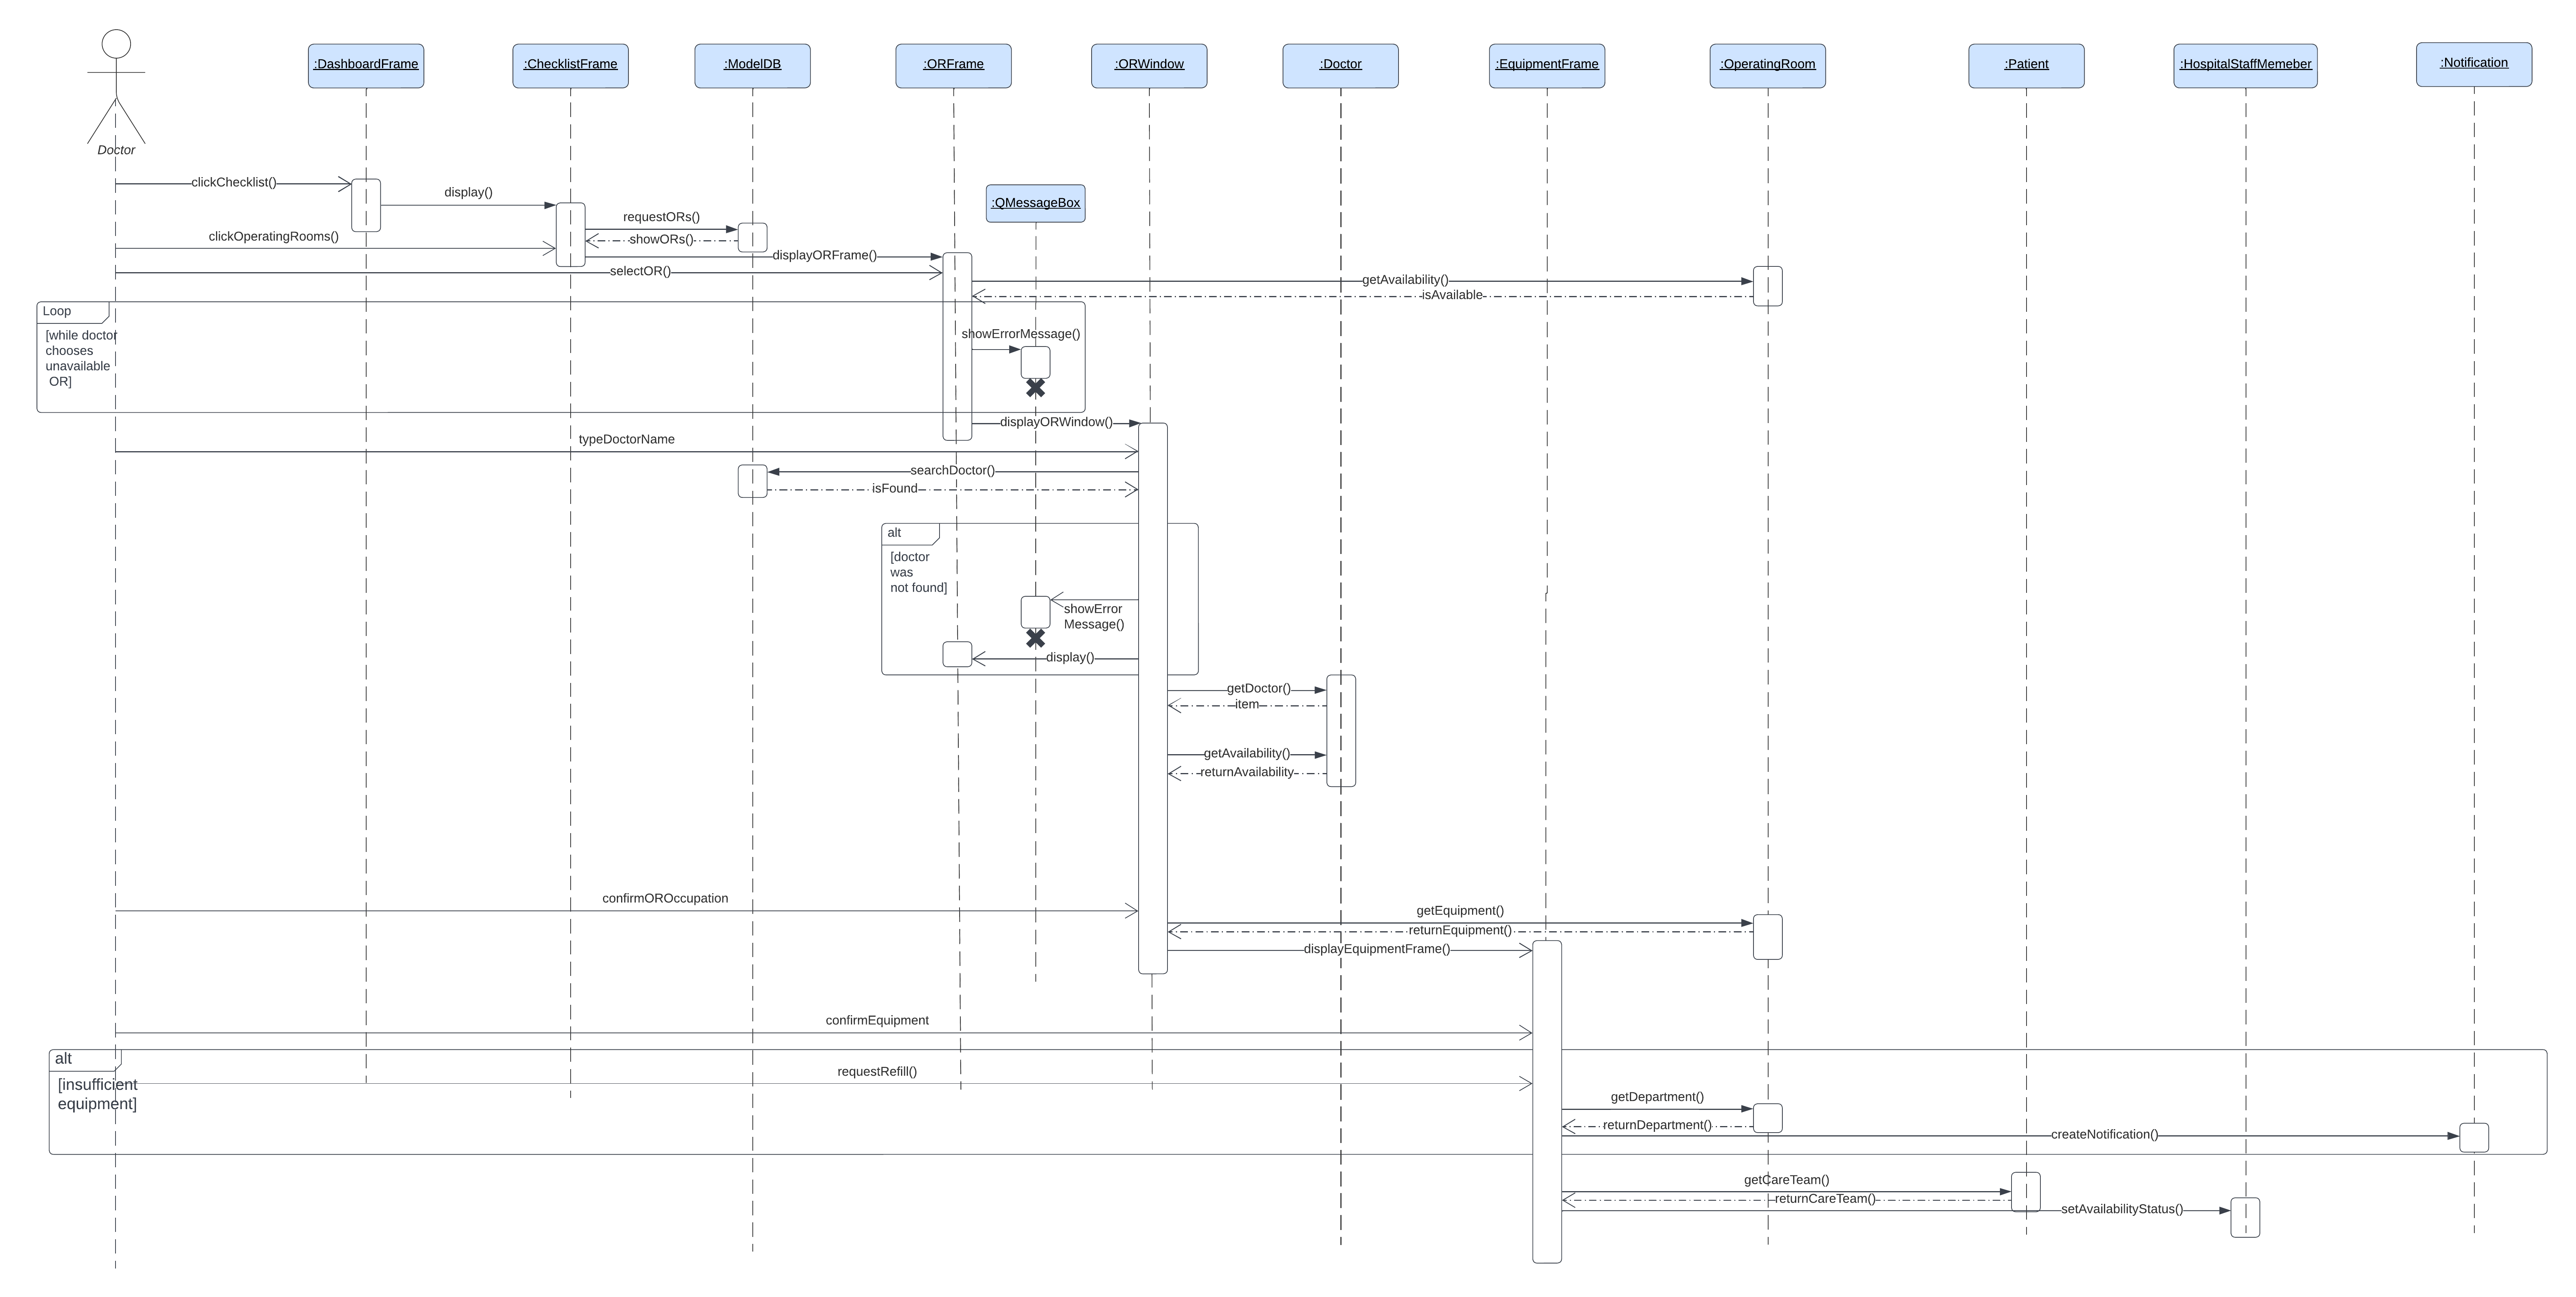 :DashboardFrame
:ChecklistFrame
:ModelDB
:ORFrame
:ORWindow
:Doctor
:EquipmentFrame
:OperatingRoom
:Patient
:HospitalStaffMemeber
:Notification
Doctor
clickChecklist()
display()
:QMessageBox
requestORs()
clickOperatingRooms()
showORs()
displayORFrame()
selectOR()
getAvailability()
isAvailable
Loop
[while doctor
chooses
unavailable
OR]
showErrorMessage()
displayORWindow()
typeDoctorName
searchDoctor()
isFound
alt
[doctor
was
not found]
showError
Message()
display()
getDoctor()
item
getAvailability()
returnAvailability
confirmOROccupation
getEquipment()
returnEquipment()
displayEquipmentFrame()
confirmEquipment
alt
[insufficient
equipment]
requestRefill()
getDepartment()
returnDepartment()
createNotification()
getCareTeam()
returnCareTeam()
setAvailabilityStatus()